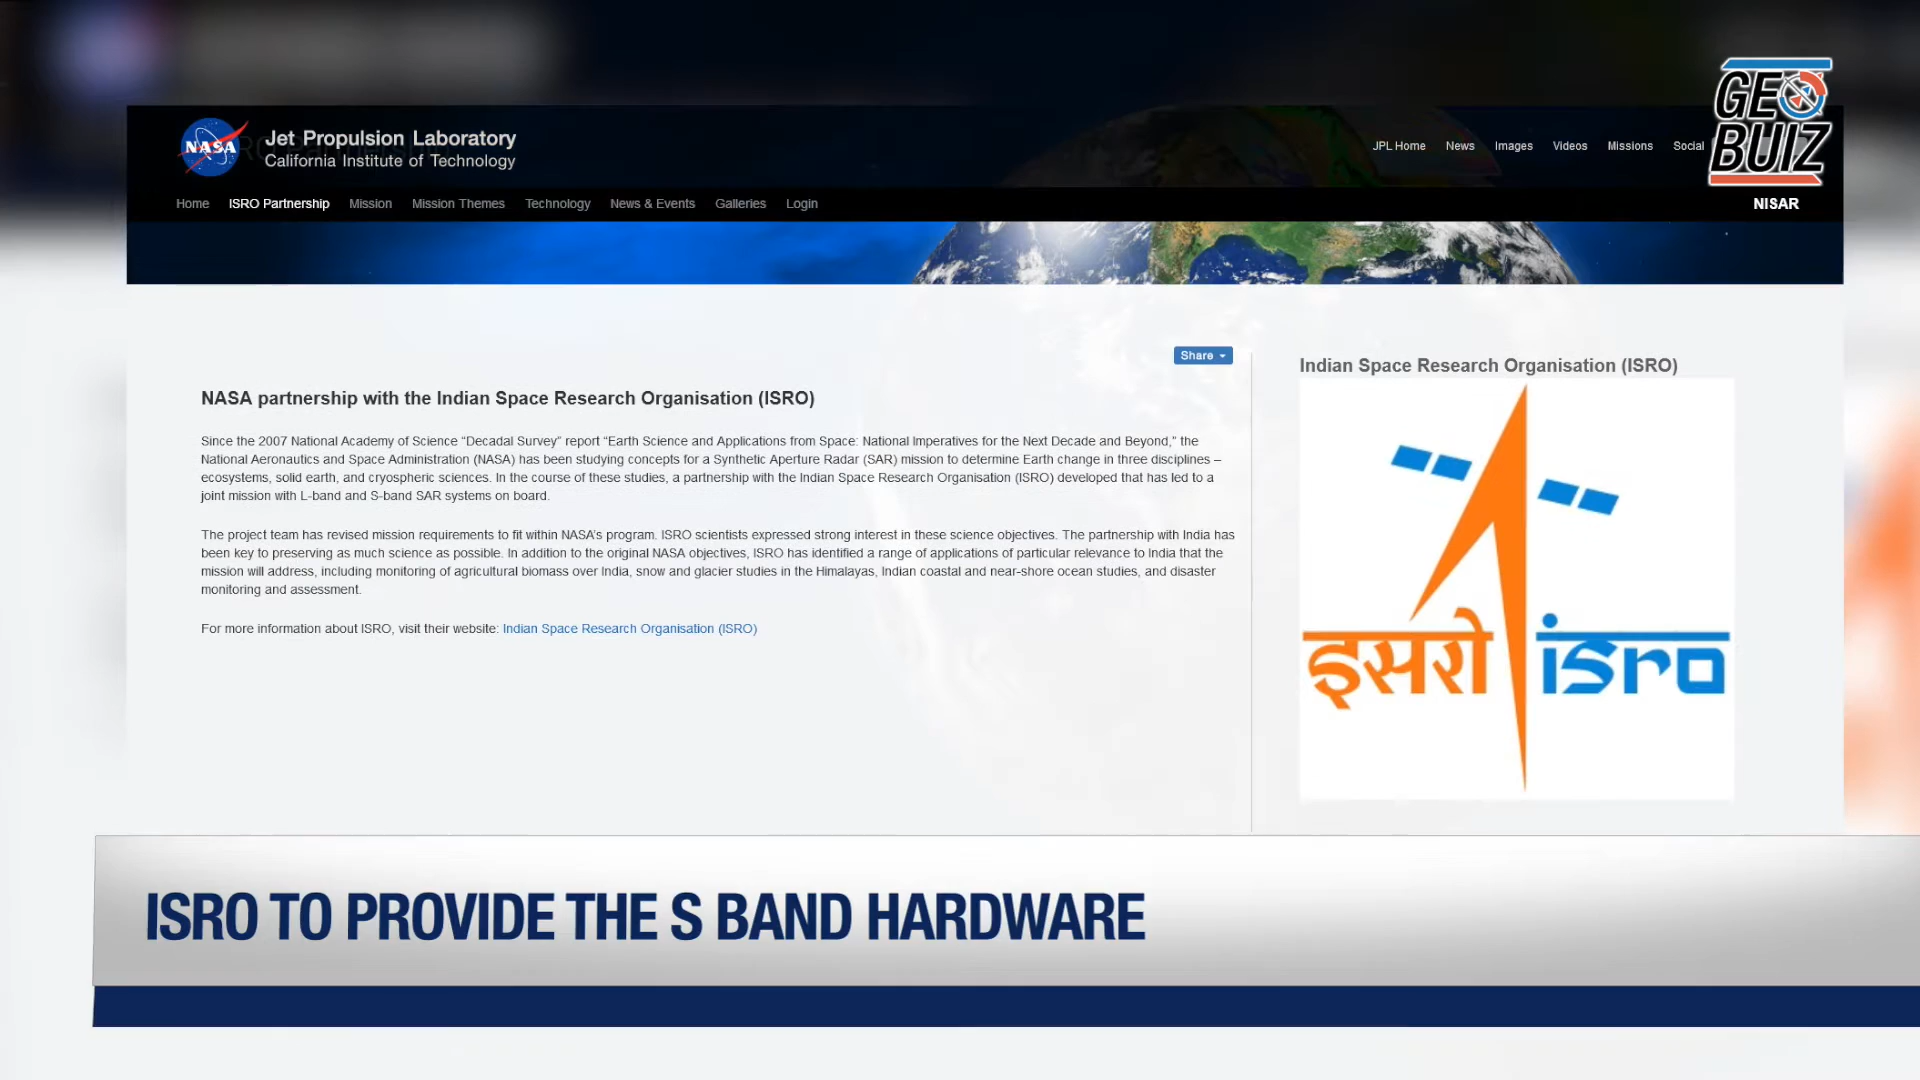 GEO
BUIZ
NASA
Jet Propulsion Laboratory
California Institute of Technology
JPL Home News Images Videos Missions Social
Home ISRO Partnership Mission Mission Themes Technology News & Events Galleries Login
NISAR
Share
NASA partnership with the Indian Space Research Organisation (ISRO)
Since the 2007 National Academy of Science “Decadal Survey” report “Earth Science and Applications from Space: National Imperatives for the Next Decade and Beyond,” the
National Aeronautics and Space Administration (NASA) has been studying concepts for a Synthetic Aperture Radar (SAR) mission to determine Earth change in three disciplines –
ecosystems, solid earth, and cryospheric sciences. In the course of these studies, a partnership with the Indian Space Research Organisation (ISRO) developed that has led to a
joint mission with L-band and S-band SAR systems on board.
The project team has revised mission requirements to fit within NASA’s program. ISRO scientists expressed strong interest in these science objectives. The partnership with India has
been key to preserving as much science as possible. In addition to the original NASA objectives, ISRO has identified a range of applications of particular relevance to India that the
mission will address, including monitoring of agricultural biomass over India, snow and glacier studies in the Himalayas, Indian coastal and near-shore ocean studies, and disaster
monitoring and assessment.
For more information about ISRO, visit their website: Indian Space Research Organisation (ISRO)
Indian Space Research Organisation (ISRO)
इसरो isro
ISRO TO PROVIDE THE S BAND HARDWARE